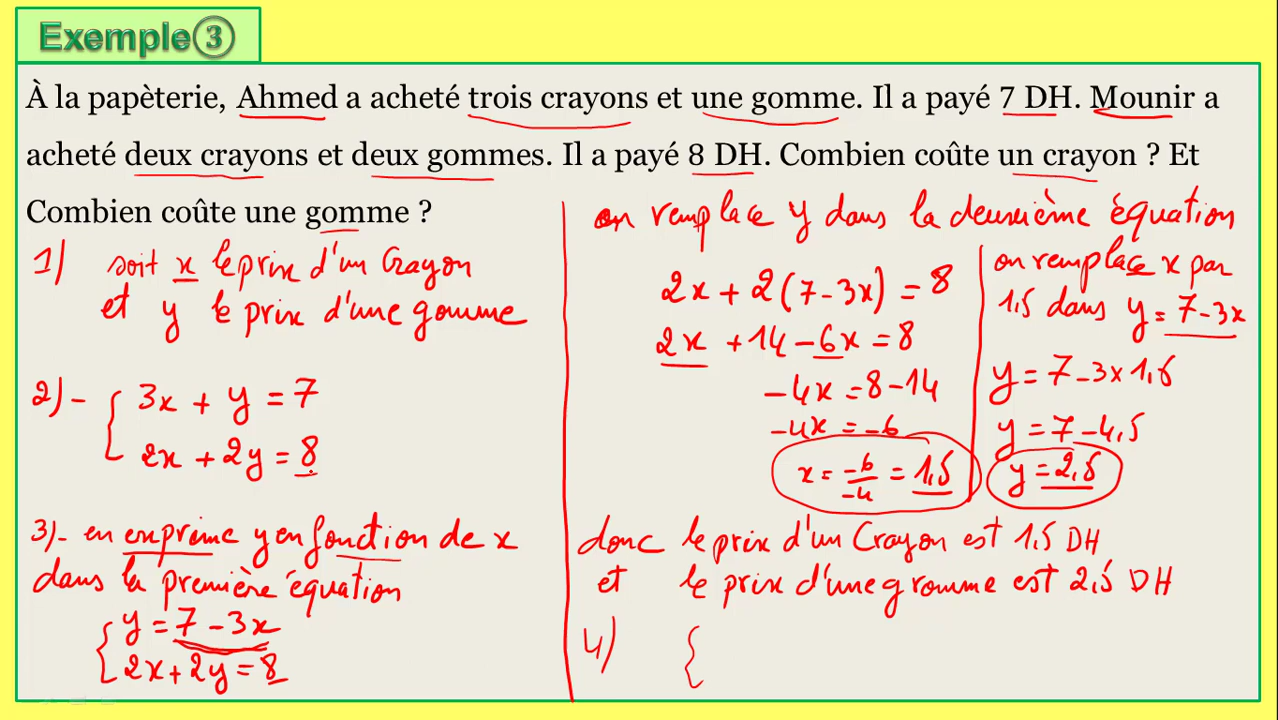 Exemple③
À la papèterie, Ahmed a acheté trois crayons et une gomme. Il a payé 7 DH. Mounir a
acheté deux crayons et deux gommes. Il a payé 8 DH. Combien coûte un crayon ? Et
Combien coûte une gomme ?
1) soit x le prix d'un Crayon
et y le prix d'une gomme
2)- { 3x + y = 7
2x + 2y = 8
3)- en exprime y en fonction de x
dans la première équation
{ y = 7 - 3x
2x + 2y = 8
on remplace y dans la deuxième équation
2x + 2(7 - 3x) = 8
2x + 14 - 6x = 8
-4x = 8 - 14
-4x = -6
x = -6/-4 = 1,5
on remplace x par
1,5 dans y = 7 - 3x
y = 7 - 3 x 1,5
y = 7 - 4,5
y = 2,5
donc le prix d'un Crayon est 1,5 DH
et le prix d'une gromme est 2,5 DH
4) {